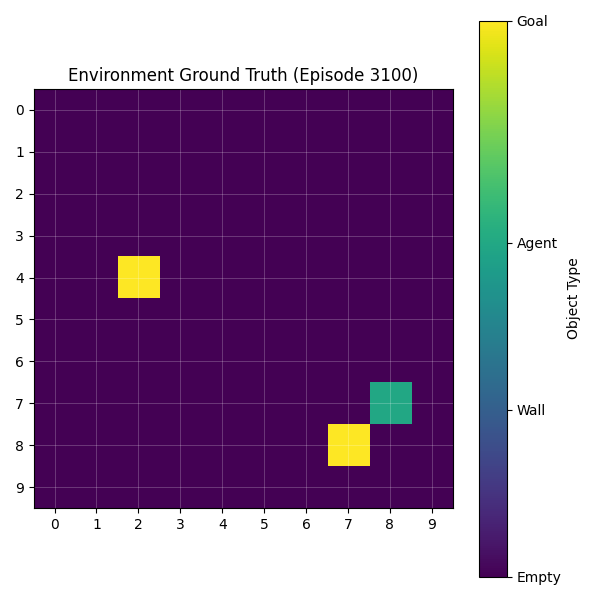 Environment Ground Truth (Episode 3100)
0
1
2
3
4
5
6
7
8
9
0 1 2 3 4 5 6 7 8 9
Goal
Agent
Wall
Empty
Object Type